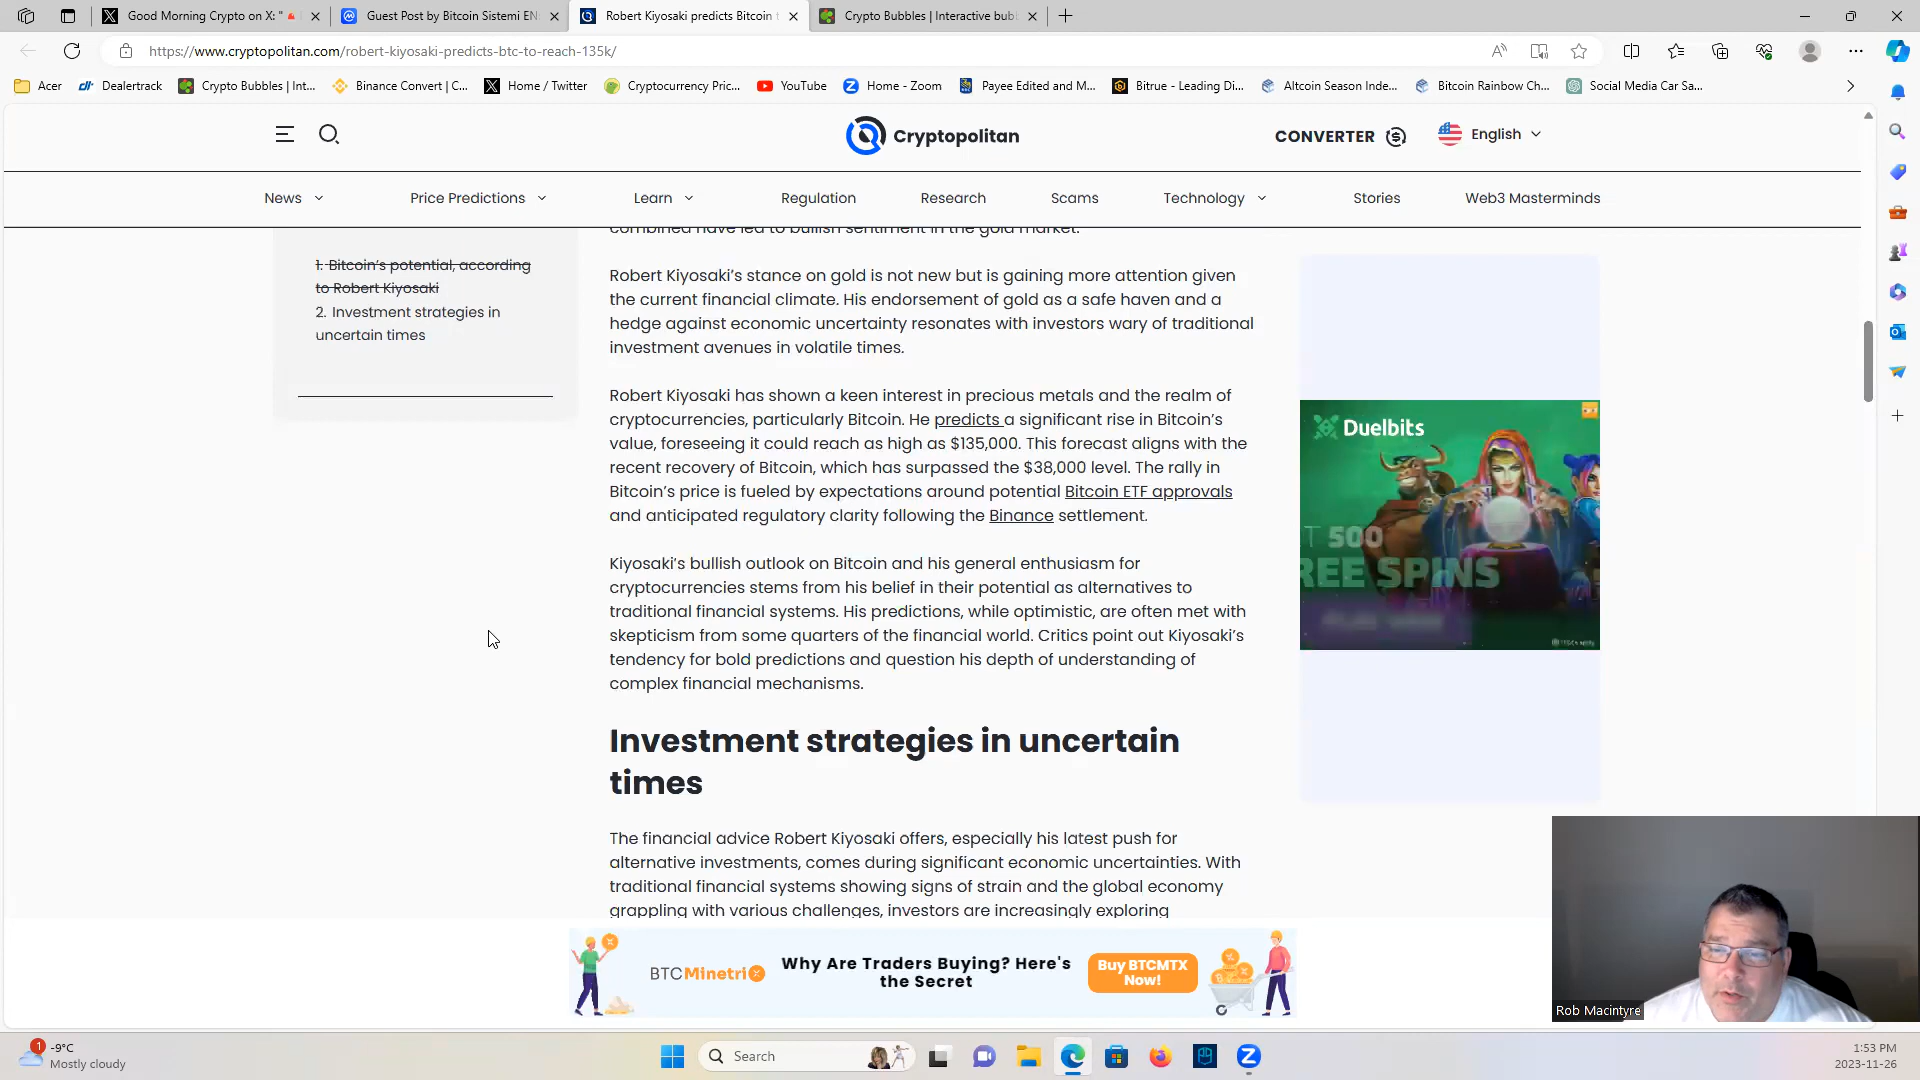 Good Morning Crypto on X: "
Guest Post by Bitcoin Sistemi EN
Robert Kiyosaki predicts Bitcoin t
Crypto Bubbles | Interactive bubb
https://www.cryptopolitan.com/robert-kiyosaki-predicts-btc-to-reach-135k/
Acer
Dealertrack
Crypto Bubbles | Int...
Binance Convert | C...
Home / Twitter
Cryptocurrency Pric...
YouTube
Home - Zoom
Payee Edited and M...
Bitrue - Leading Di...
Altcoin Season Inde...
Bitcoin Rainbow Ch...
Social Media Car Sa...
Cryptopolitan
CONVERTER
English
News
Price Predictions
Learn
Regulation
Research
Scams
Technology
Stories
Web3 Masterminds
combined have led to bullish sentiment in the gold market.
1. Bitcoin's potential, according
to Robert Kiyosaki
2. Investment strategies in
uncertain times
Robert Kiyosaki's stance on gold is not new but is gaining more attention given
the current financial climate. His endorsement of gold as a safe haven and a
hedge against economic uncertainty resonates with investors wary of traditional
investment avenues in volatile times.
Robert Kiyosaki has shown a keen interest in precious metals and the realm of
cryptocurrencies, particularly Bitcoin. He predicts a significant rise in Bitcoin's
value, foreseeing it could reach as high as $135,000. This forecast aligns with the
recent recovery of Bitcoin, which has surpassed the $38,000 level. The rally in
Bitcoin's price is fueled by expectations around potential Bitcoin ETF approvals
and anticipated regulatory clarity following the Binance settlement.
Kiyosaki's bullish outlook on Bitcoin and his general enthusiasm for
cryptocurrencies stems from his belief in their potential as alternatives to
traditional financial systems. His predictions, while optimistic, are often met with
skepticism from some quarters of the financial world. Critics point out Kiyosaki's
tendency for bold predictions and question his depth of understanding of
complex financial mechanisms.
Investment strategies in uncertain
times
The financial advice Robert Kiyosaki offers, especially his latest push for
alternative investments, comes during significant economic uncertainties. With
traditional financial systems showing signs of strain and the global economy
grappling with various challenges, investors are increasingly exploring
Duelbits
T 500
REE SPINS
BTCMinetrix
Why Are Traders Buying? Here's
the Secret
Buy BTCMTX
Now!
Rob Macintyre
1
-9°C
Mostly cloudy
Search
1:53 PM
2023-11-26